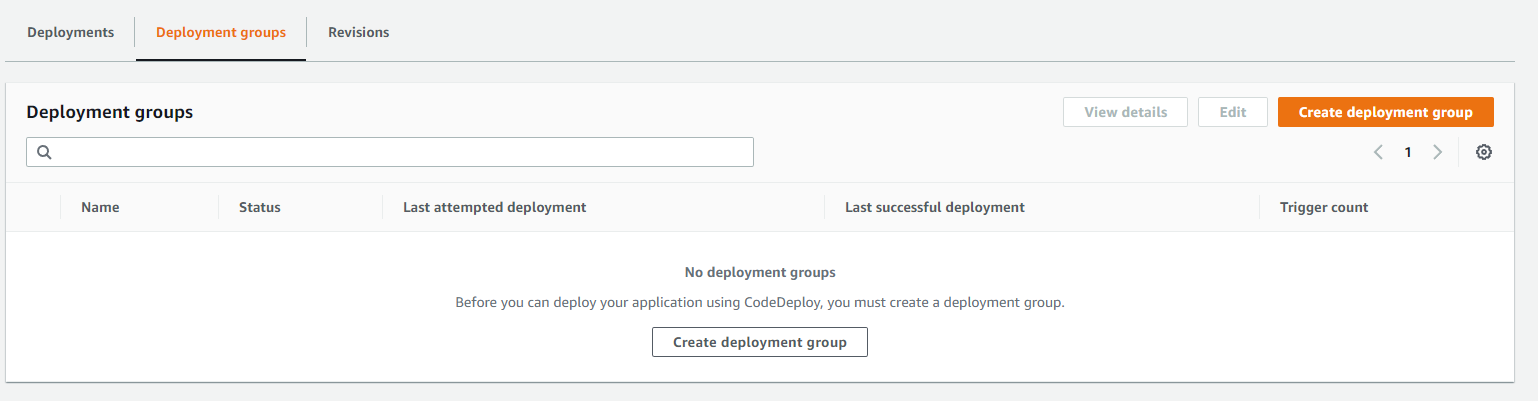 Deployments Deployment groups Revisions
Deployment groups View details Edit Create deployment group
1
Name Status Last attempted deployment Last successful deployment Trigger count
No deployment groups
Before you can deploy your application using CodeDeploy, you must create a deployment group.
Create deployment group